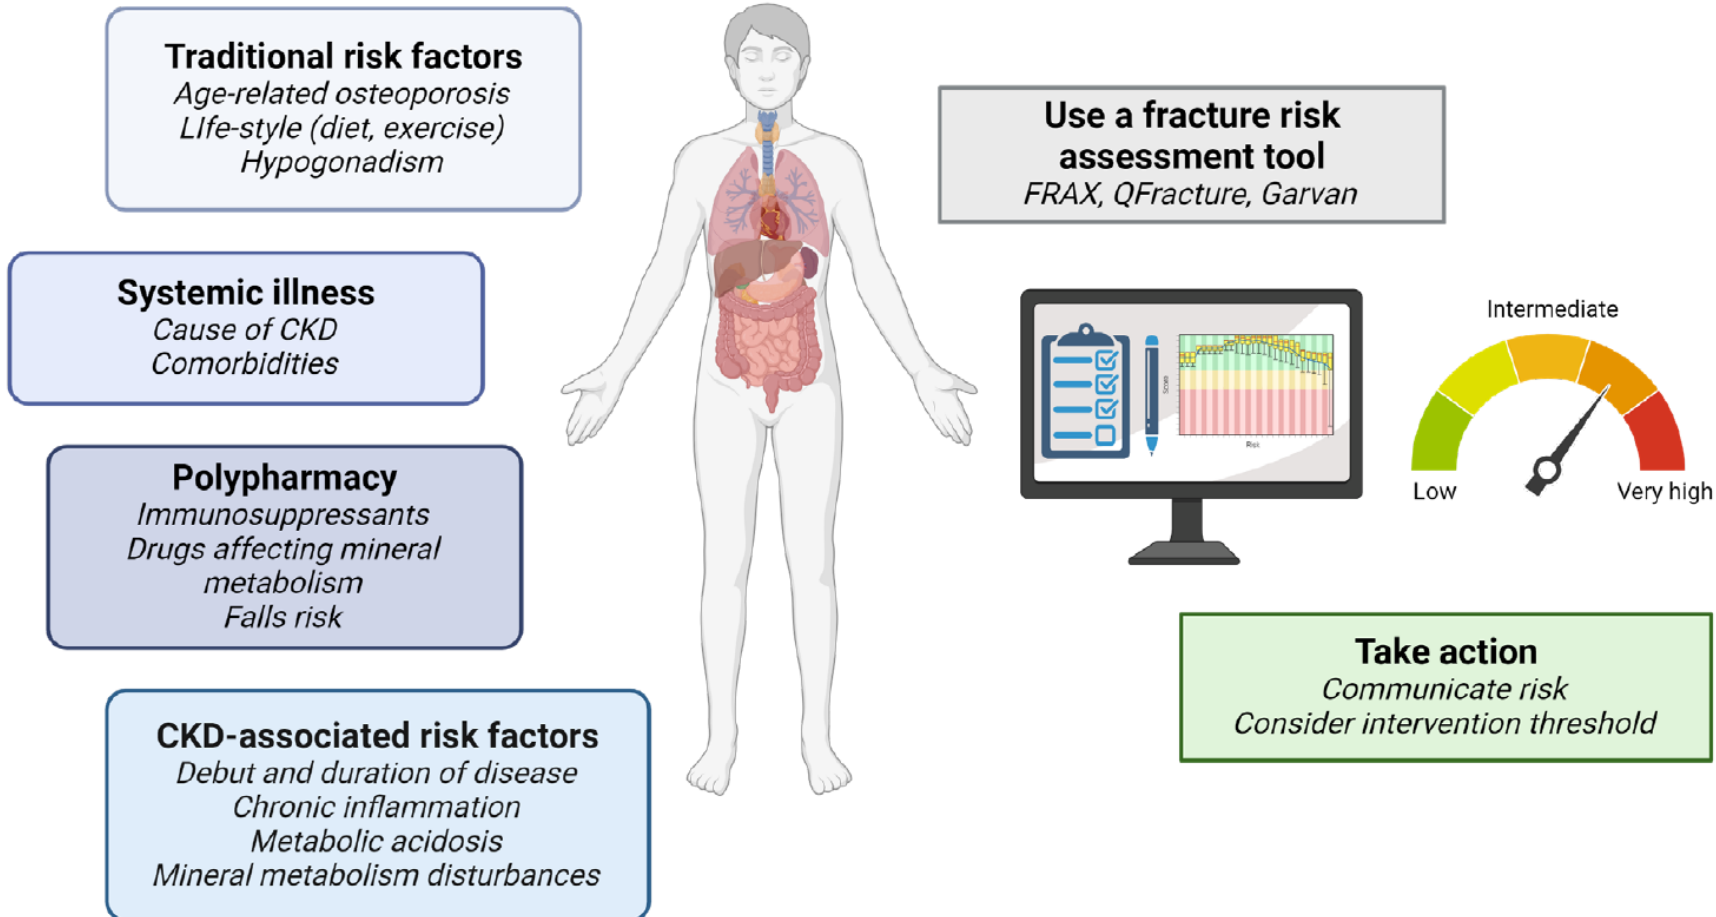 Traditional risk factors
Age-related osteoporosis
LIfe-style (diet, exercise)
Hypogonadism
Systemic illness
Cause of CKD
Comorbidities
Polypharmacy
Immunosuppressants
Drugs affecting mineral
metabolism
Falls risk
CKD-associated risk factors
Debut and duration of disease
Chronic inflammation
Metabolic acidosis
Mineral metabolism disturbances
Use a fracture risk
assessment tool
FRAX, QFracture, Garvan
Score
Risk
Intermediate
Low
Very high
Take action
Communicate risk
Consider intervention threshold